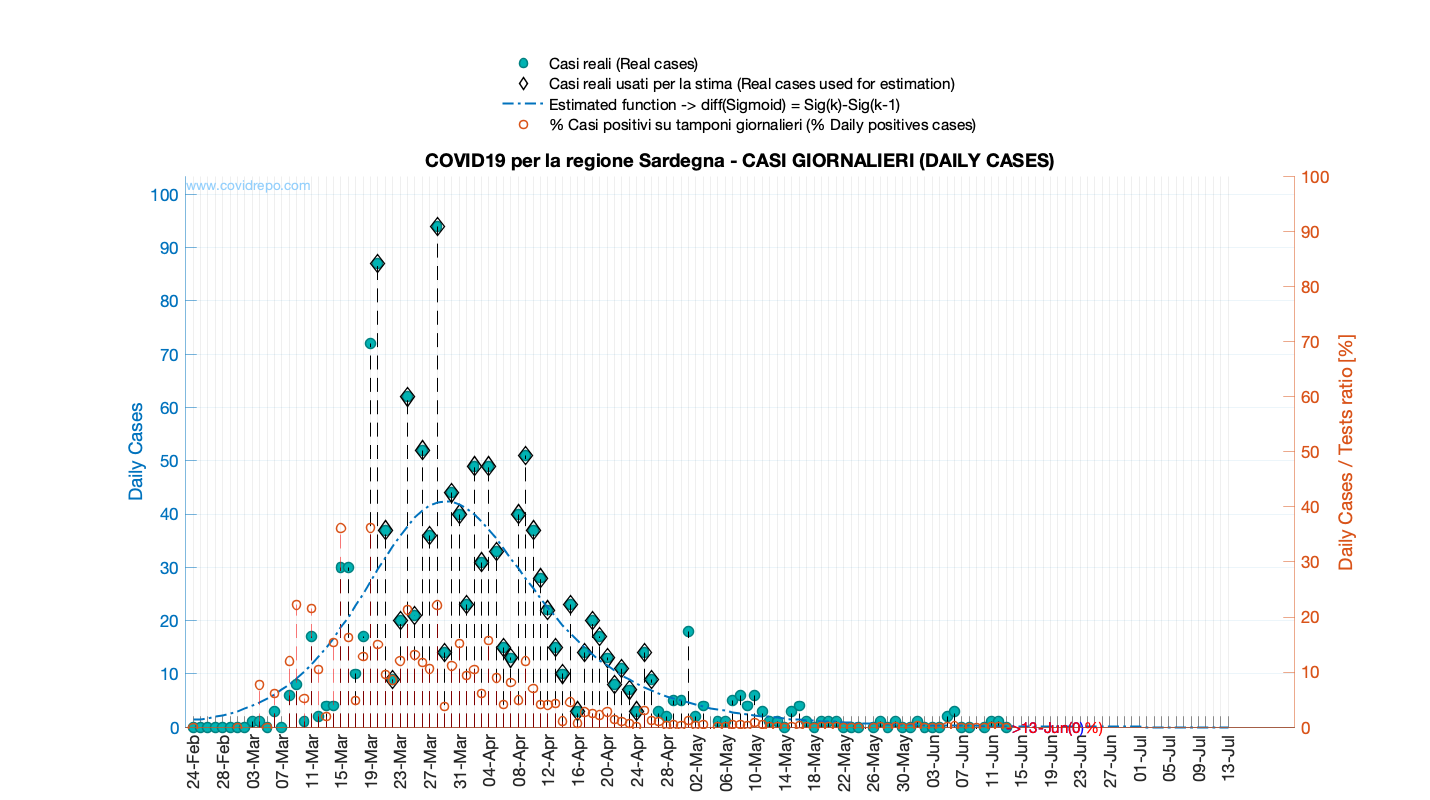 Casi reali (Real cases)
Casi reali usati per la stima (Real cases used for estimation)
Estimated function -> diff(Sigmoid) = Sig(k)-Sig(k-1)
% Casi positivi su tamponi giornalieri (% Daily positives cases)
COVID19 per la regione Sardegna - CASI GIORNALIERI (DAILY CASES)
www.covidrepo.com
Daily Cases
100
90
80
70
60
50
40
30
20
10
0
100
90
80
70
60
50
40
30
20
10
0
Daily Cases / Tests ratio [%]
24-Feb
28-Feb
03-Mar
07-Mar
11-Mar
15-Mar
19-Mar
23-Mar
27-Mar
31-Mar
04-Apr
08-Apr
12-Apr
16-Apr
20-Apr
24-Apr
28-Apr
02-May
06-May
10-May
14-May
18-May
22-May
26-May
30-May
03-Jun
07-Jun
11-Jun
15-Jun
19-Jun
23-Jun
27-Jun
01-Jul
05-Jul
09-Jul
13-Jul